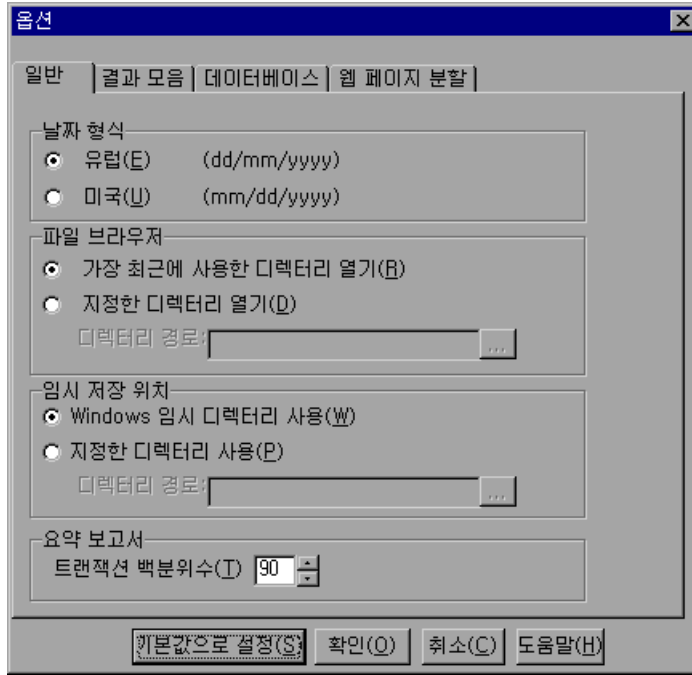 옵션
일반 결과 모음 데이터베이스 웹 페이지 분할
날짜 형식
유럽(E) (dd/mm/yyyy)
미국(U) (mm/dd/yyyy)
파일 브라우저
가장 최근에 사용한 디렉터리 열기(R)
지정한 디렉터리 열기(D)
디렉터리 경로: ...
임시 저장 위치
Windows 임시 디렉터리 사용(W)
지정한 디렉터리 사용(P)
디렉터리 경로: ...
요약 보고서
트랜잭션 백분위수(T) 90
기본값으로 설정(S) 확인(O) 취소(C) 도움말(H)